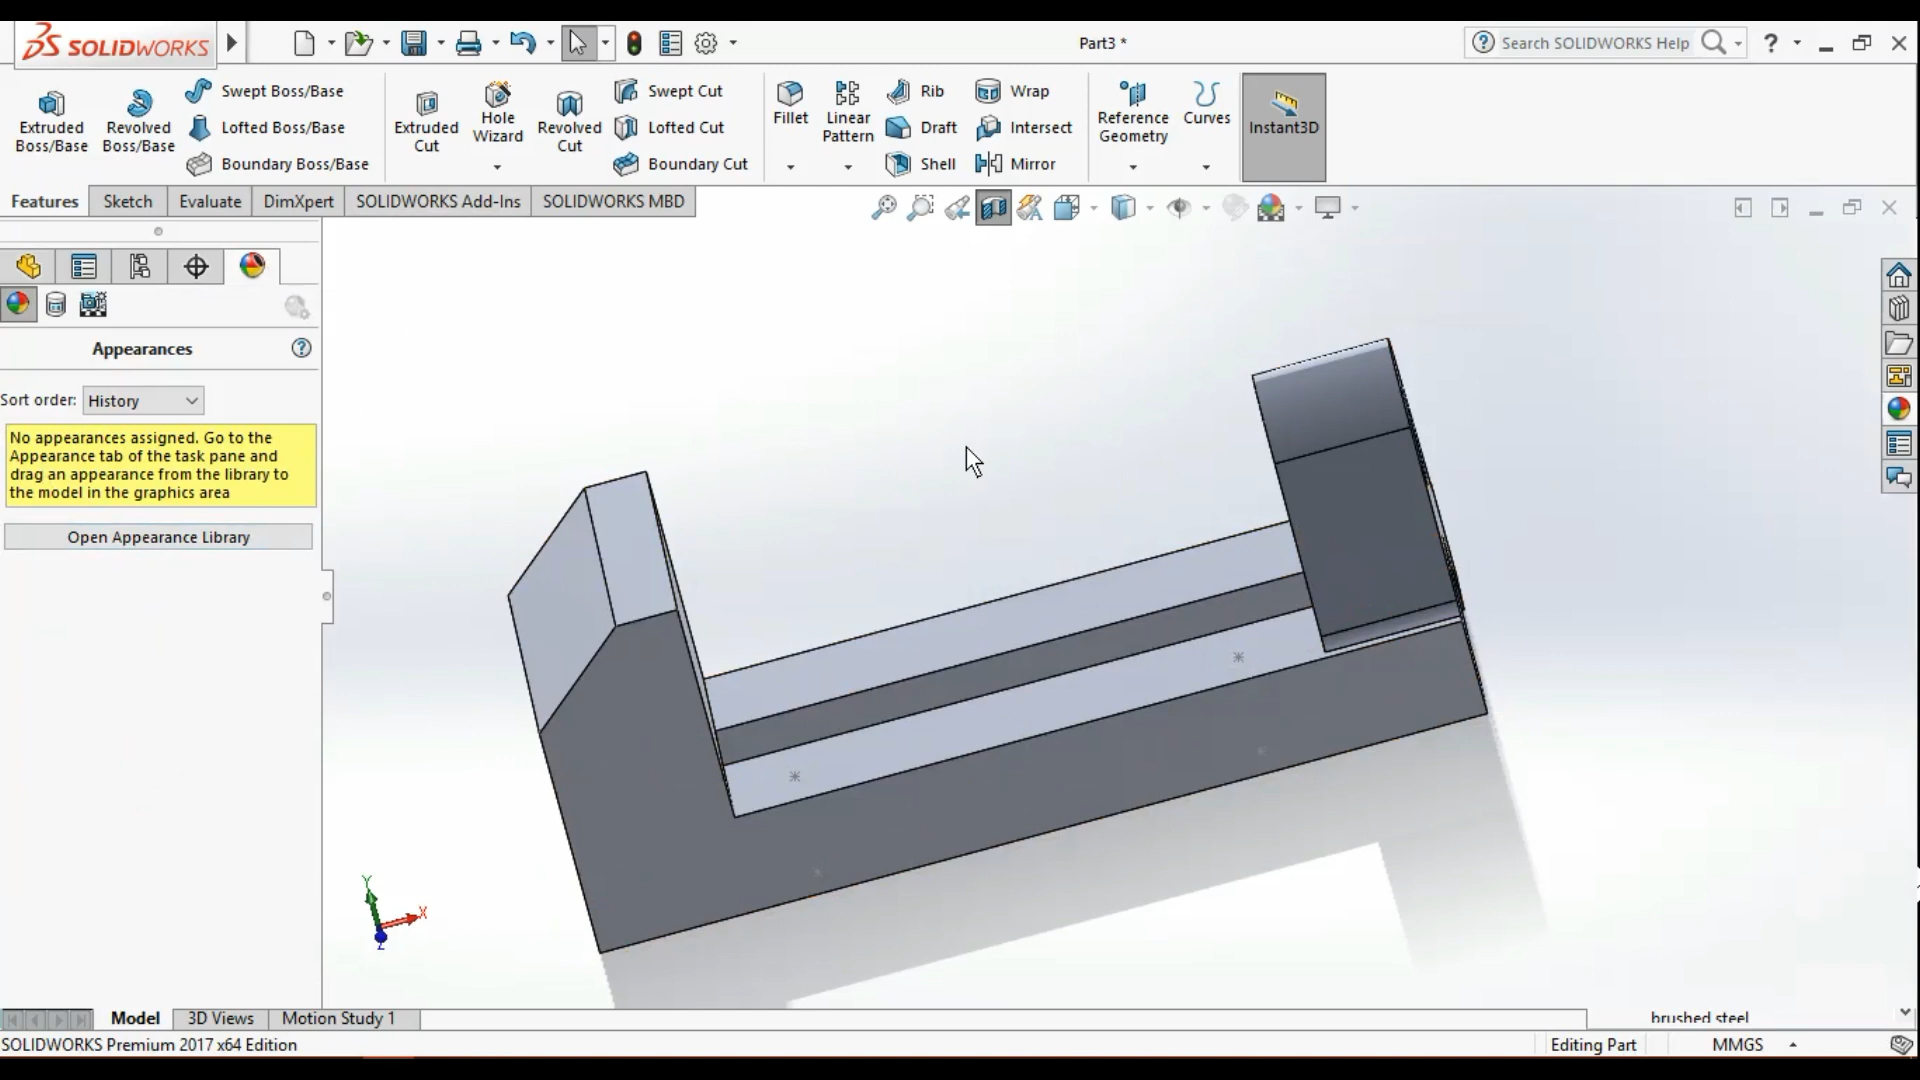 SOLIDWORKS
Part3 *
Search SOLIDWORKS Help
?
Extruded Boss/Base
Revolved Boss/Base
Swept Boss/Base
Lofted Boss/Base
Boundary Boss/Base
Extruded Cut
Hole Wizard
Revolved Cut
Swept Cut
Lofted Cut
Boundary Cut
Fillet
Linear Pattern
Rib
Draft
Shell
Wrap
Intersect
Mirror
Reference Geometry
Curves
Instant3D
Features
Sketch
Evaluate
DimXpert
SOLIDWORKS Add-Ins
SOLIDWORKS MBD
Appearances
?
Sort order: History
No appearances assigned. Go to the
Appearance tab of the task pane and
drag an appearance from the library to
the model in the graphics area
Open Appearance Library
Y
X
Z
Model
3D Views
Motion Study 1
brushed steel
SOLIDWORKS Premium 2017 x64 Edition
Editing Part
MMGS